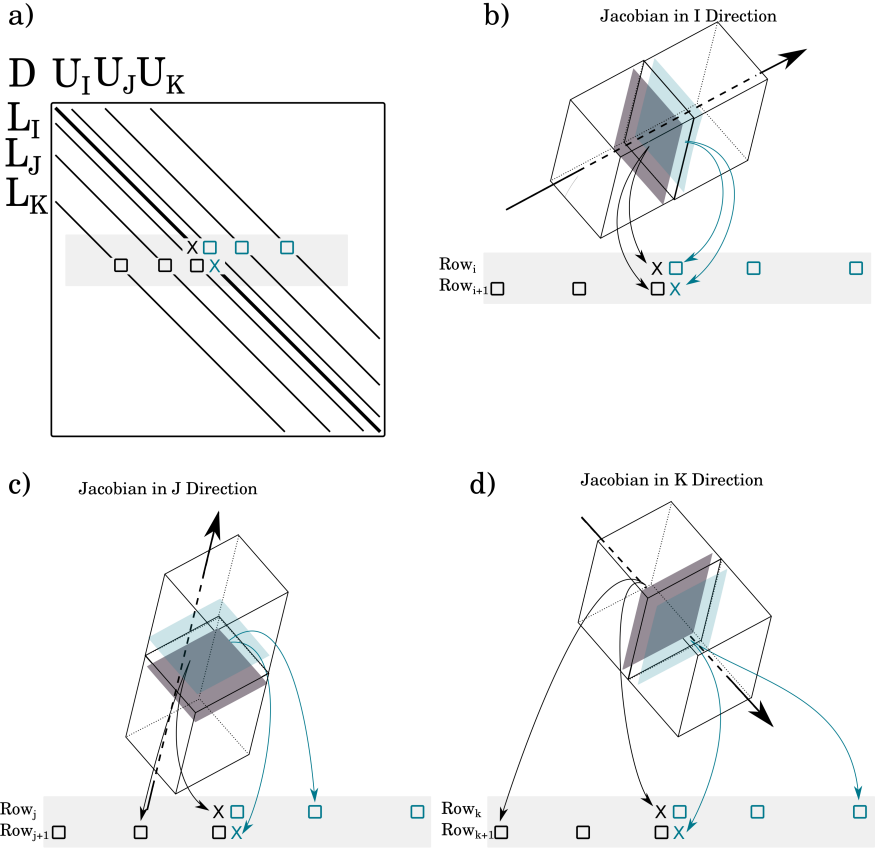 a)
D U_I U_J U_K
L_I
L_J
L_K
X
X
b)
Jacobian in I Direction
Row_i X
Row_i+1 X
c)
Jacobian in J Direction
Row_j X
Row_j+1 X
d)
Jacobian in K Direction
Row_k X
Row_k+1 X